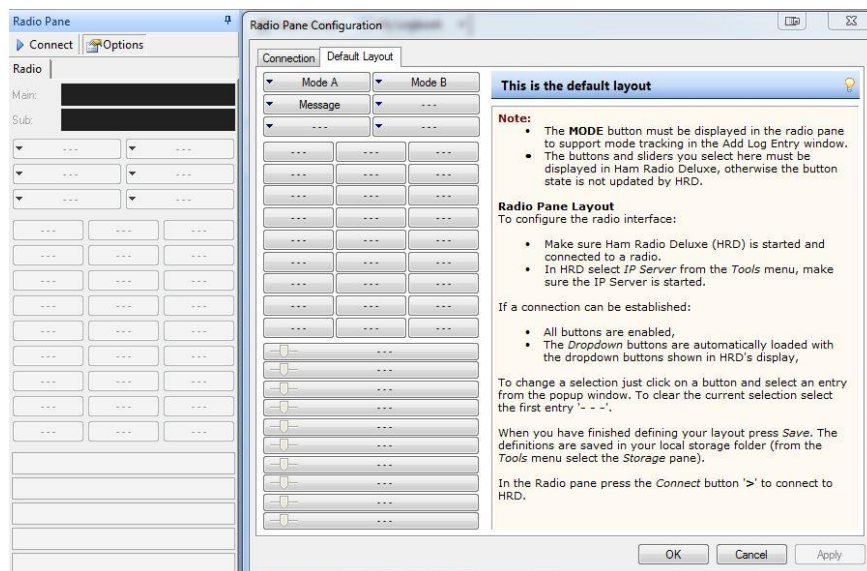 Radio Pane
Connect Options
Radio
Main:
Sub:
--- ---
--- ---
--- ---
--- --- ---
--- --- ---
--- --- ---
--- --- ---
--- --- ---
--- --- ---
--- --- ---
--- --- ---
--- --- ---
Radio Pane Configuration
Connection Default Layout
Mode A Mode B
Message ---
--- ---
--- --- ---
--- --- ---
--- --- ---
--- --- ---
--- --- ---
--- --- ---
--- --- ---
--- --- ---
--- --- ---
---
---
---
---
---
---
---
---
---
---
---
This is the default layout
Note:
• The MODE button must be displayed in the radio pane
to support mode tracking in the Add Log Entry window.
• The buttons and sliders you select here must be
displayed in Ham Radio Deluxe, otherwise the button
state is not updated by HRD.
Radio Pane Layout
To configure the radio interface:
• Make sure Ham Radio Deluxe (HRD) is started and
connected to a radio.
• In HRD select IP Server from the Tools menu, make
sure the IP Server is started.
If a connection can be established:
• All buttons are enabled,
• The Dropdown buttons are automatically loaded with
the dropdown buttons shown in HRD's display,
To change a selection just click on a button and select an entry
from the popup window. To clear the current selection select
the first entry '- - -'.
When you have finished defining your layout press Save. The
definitions are saved in your local storage folder (from the
Tools menu select the Storage pane).
In the Radio pane press the Connect button '>' to connect to
HRD.
OK Cancel Apply